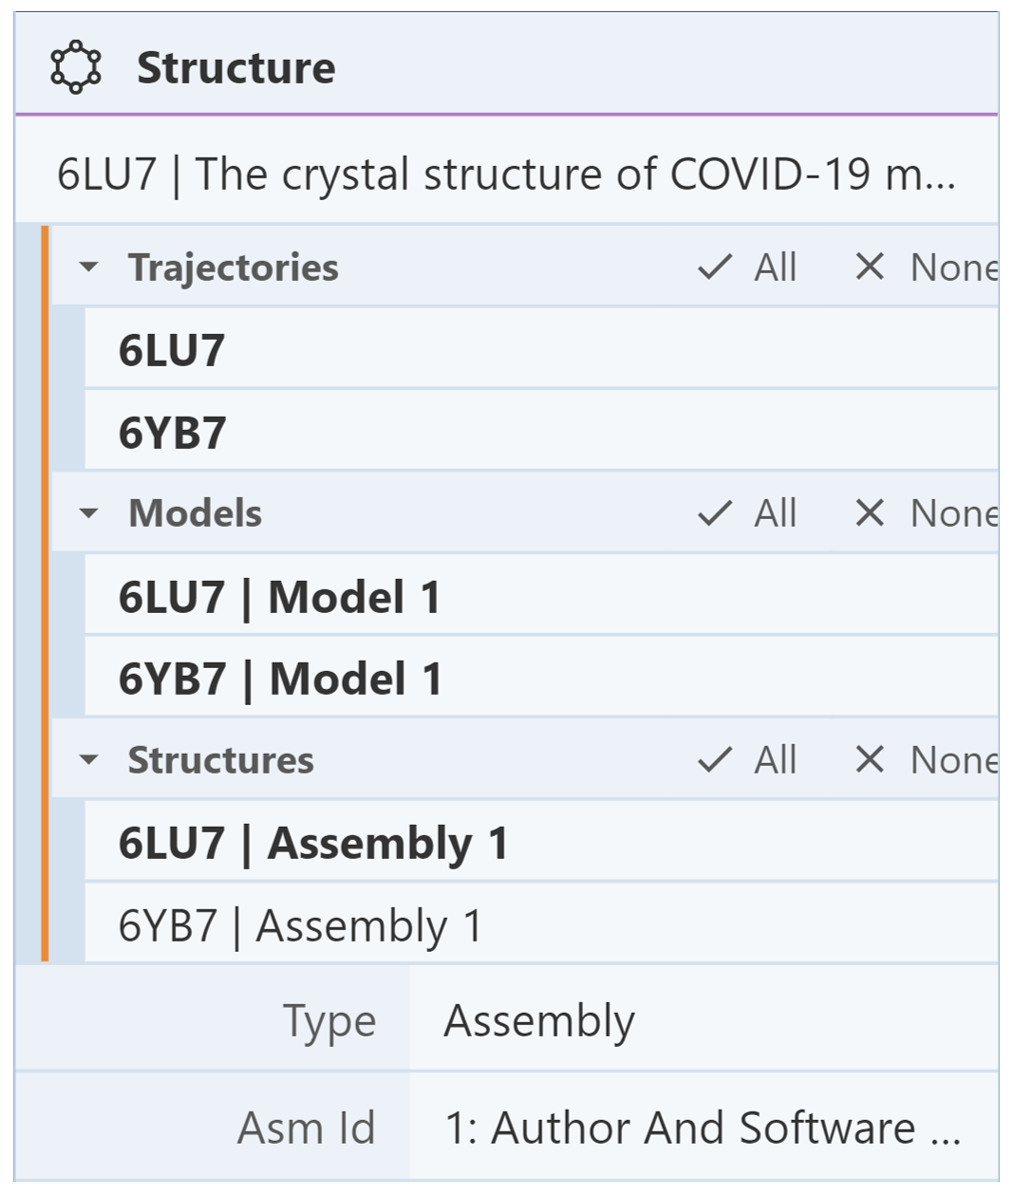 Structure
6LU7 | The crystal structure of COVID-19 m...
Trajectories All None
6LU7
6YB7
Models All None
6LU7 | Model 1
6YB7 | Model 1
Structures All None
6LU7 | Assembly 1
6YB7 | Assembly 1
Type Assembly
Asm Id 1: Author And Software ...